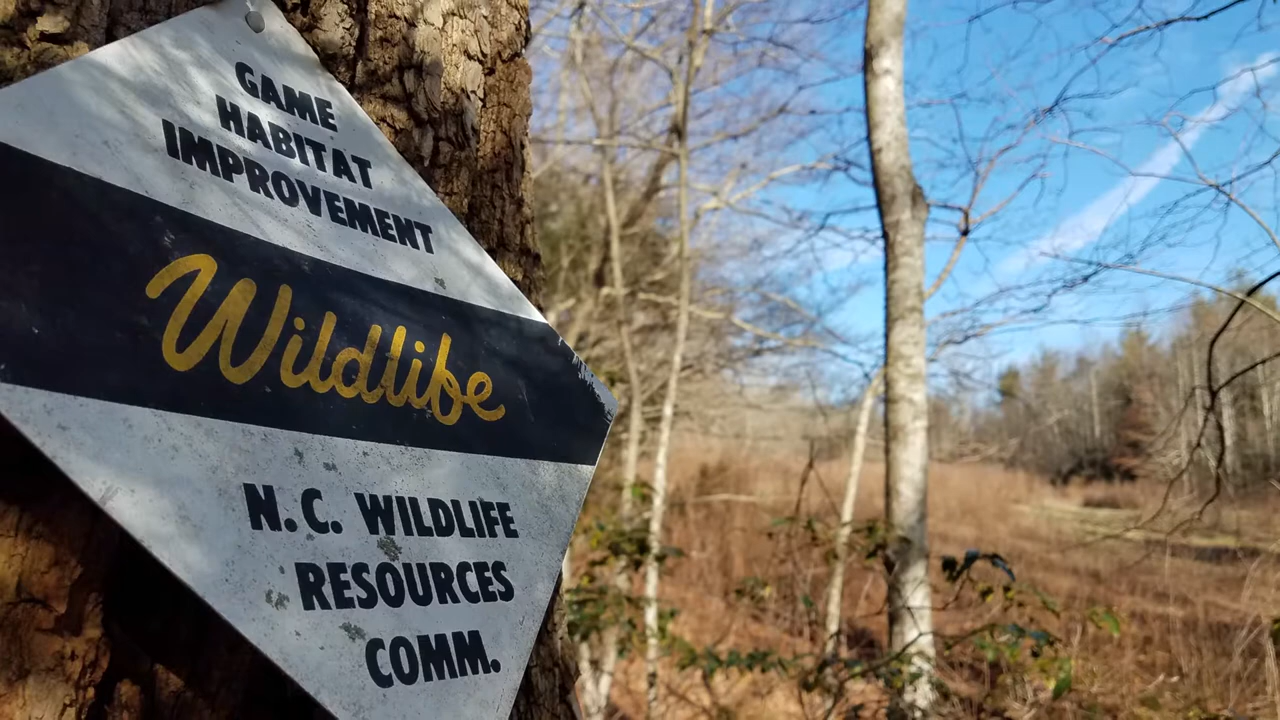 GAME
HABITAT
IMPROVEMENT
Wildlife
N.C. WILDLIFE
RESOURCES
COMM.